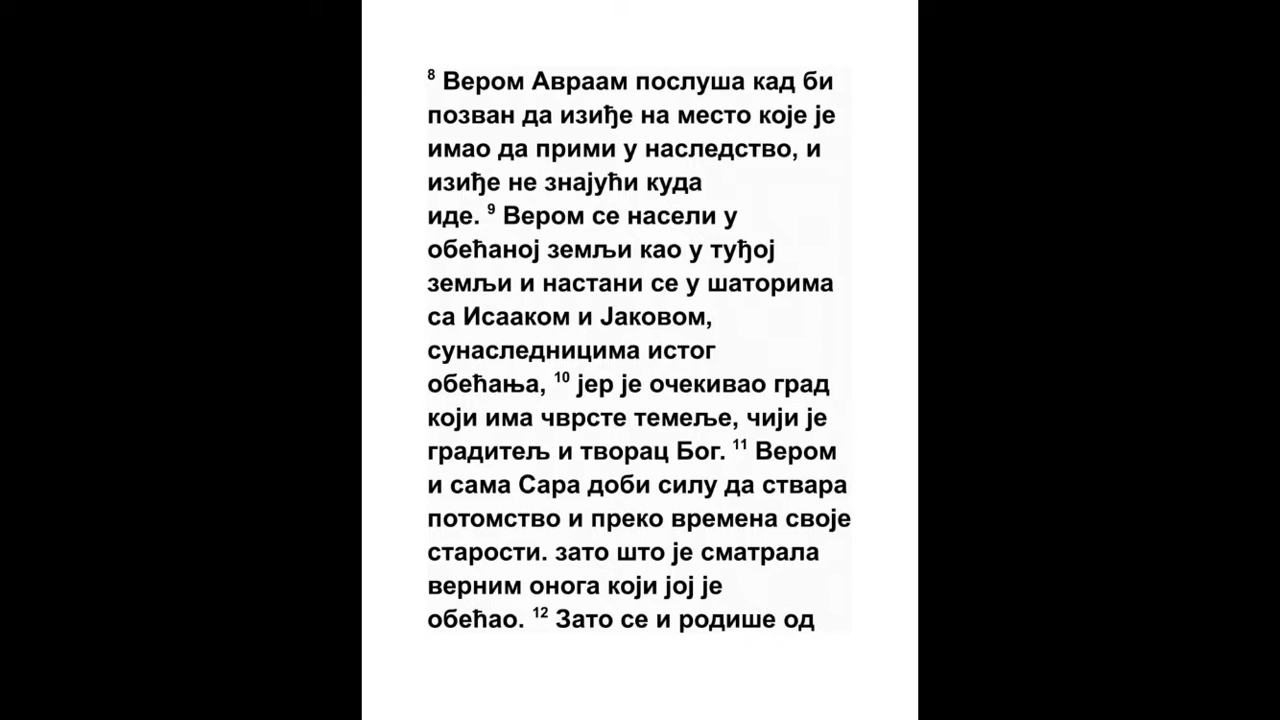 ⁸ Вером Авраам послуша кад би
позван да изиђе на место које је
имао да прими у наследство, и
изиђе не знајући куда
иде. ⁹ Вером се насели у
обећаној земљи као у туђој
земљи и настани се у шаторима
са Исааком и Јаковом,
сунаследницима истог
обећања, ¹⁰ јер је очекивао град
који има чврсте темеље, чији је
градитељ и творац Бог. ¹¹ Вером
и сама Сара доби силу да ствара
потомство и преко времена своје
старости. зато што је сматрала
верним онога који јој је
обећао. ¹² Зато се и родише од